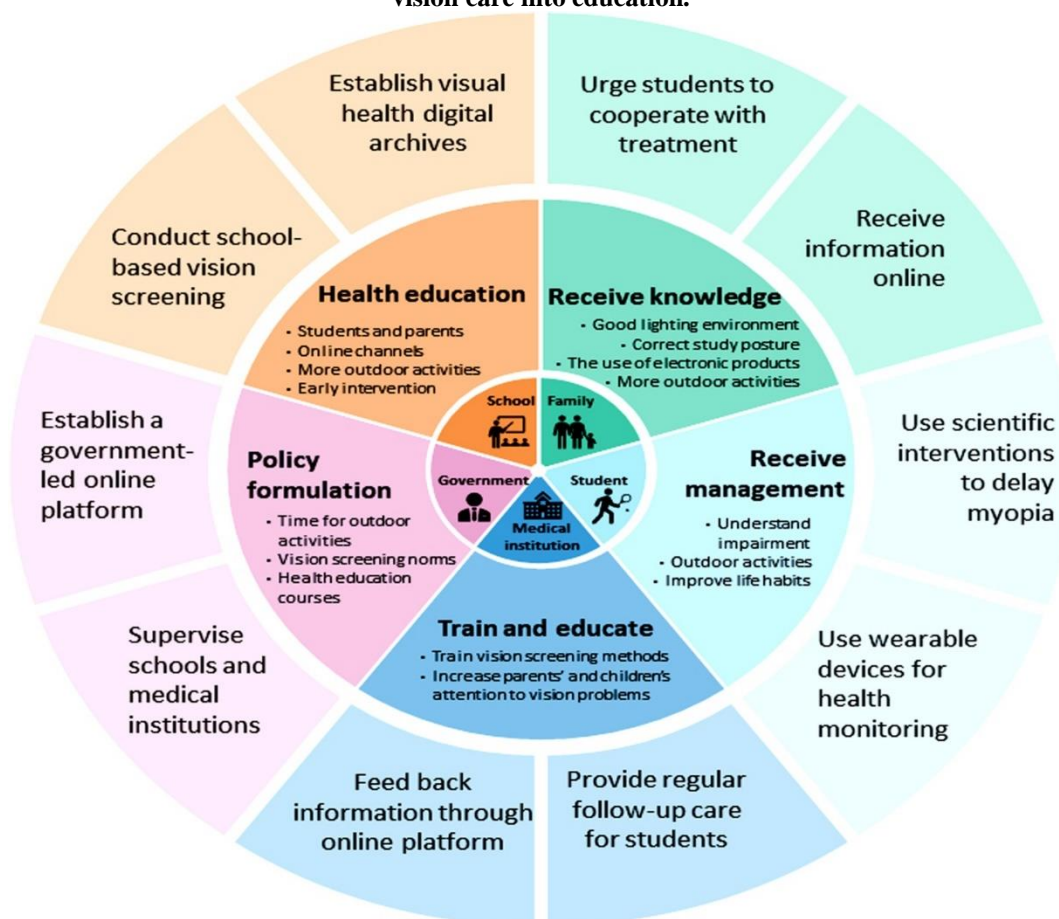 vision care into education.
Establish visual
health digital
archives
Urge students to
cooperate with
treatment
Conduct school-
based vision
screening
Receive
information
online
Health education
• Students and parents
• Online channels
• More outdoor activities
• Early intervention
Receive knowledge
• Good lighting environment
• Correct study posture
• The use of electronic products
• More outdoor activities
School
Family
Establish a
government-
led online
platform
Policy
formulation
• Time for outdoor
activities
• Vision screening norms
• Health education
courses
Government
Student
Medical
institution
Receive
management
• Understand
impairment
• Outdoor activities
• Improve life habits
Use scientific
interventions
to delay
myopia
Train and educate
• Train vision screening methods
• Increase parents' and children's
attention to vision problems
Supervise
schools and
medical
institutions
Use wearable
devices for
health
monitoring
Feed back
information through
online platform
Provide regular
follow-up care
for students